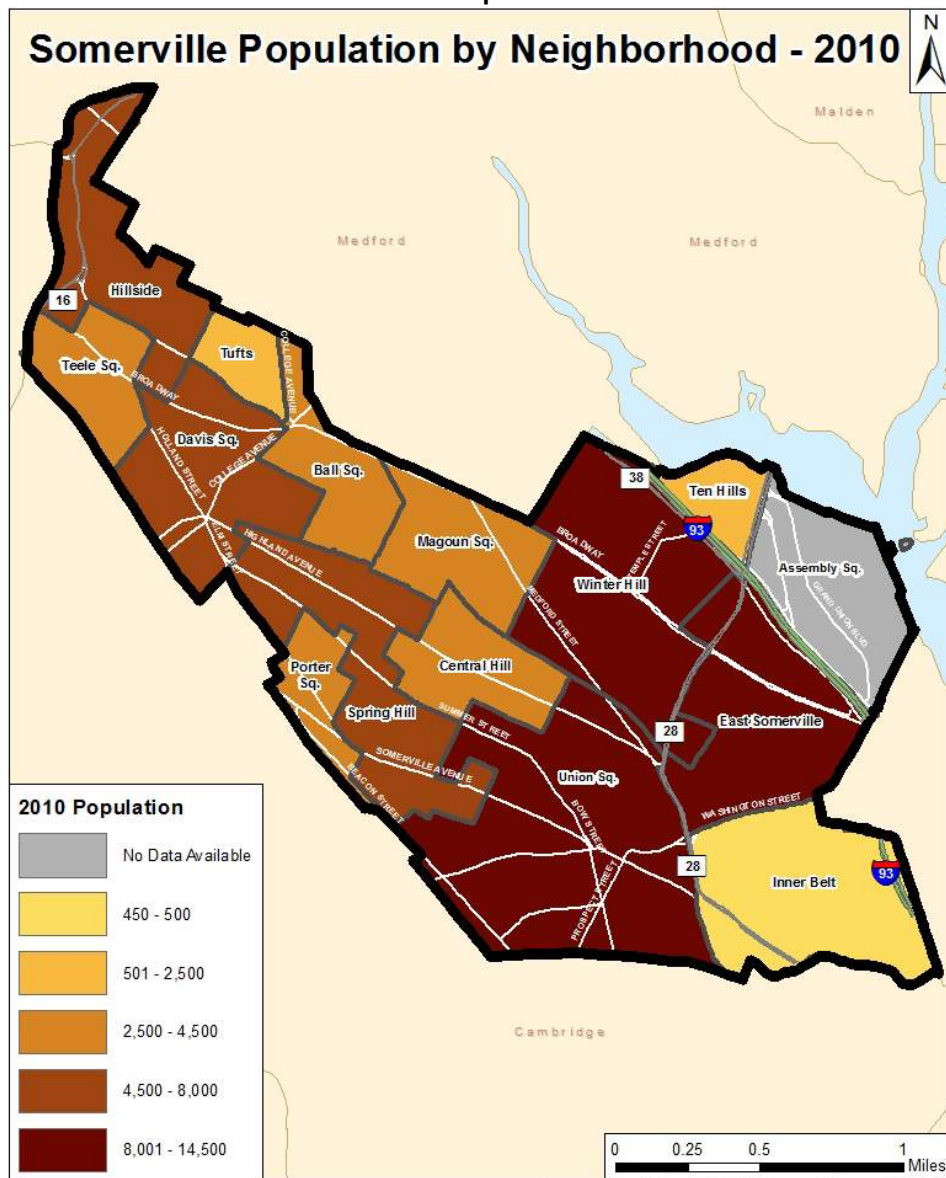 Somerville Population by Neighborhood - 2010
N
Malden
Medford
Medford
Hillside
16
Tufts
COLLEGE AVENUE
Teele Sq.
BROADWAY
Davis Sq.
HOLLAND STREET
COLLEGE AVENUE
Ball Sq.
38
Ten Hills
93
ELM STREET
HIGHLAND AVENUE
Magoun Sq.
BROADWAY
TEMPLE STREET
Assembly Sq.
GRAND UNION BLVD
Winter Hill
MEDFORD STREET
Porter
Sq.
Central Hill
Spring Hill
SUMMER STREET
East Somerville
28
SOMERVILLE AVENUE
BEACON STREET
Union Sq.
BOW STREET
WASHINGTON STREET
PROSPECT STREET
28
Inner Belt
93
Cambridge
2010 Population
No Data Available
450 - 500
501 - 2,500
2,500 - 4,500
4,500 - 8,000
8,001 - 14,500
0 0.25 0.5 1
Miles